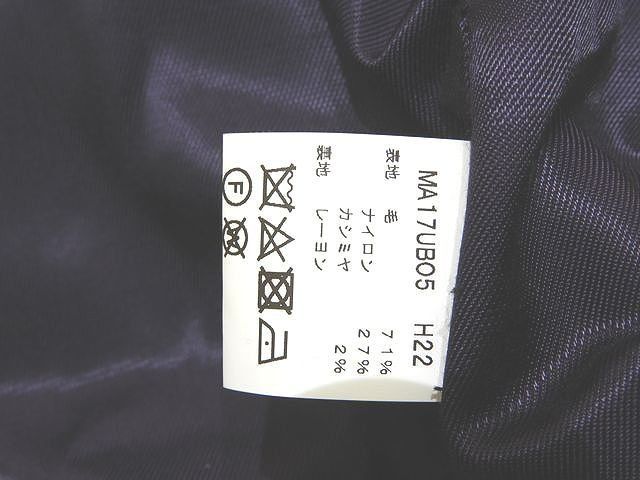 MA17UB05 H22
表地 毛 71%
ナイロン 27%
カシミヤ 2%
裏地 レーヨン
F
W